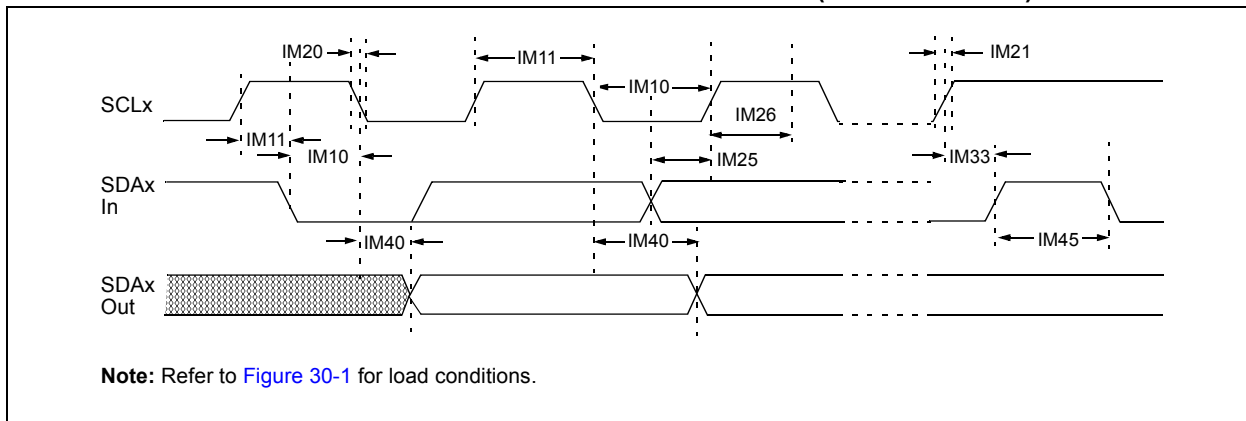 IM20
IM11
IM21
SCLx
IM10
IM26
IM11
IM10
IM25
IM33
SDAx
In
IM40
IM40
IM45
SDAx
Out
Note: Refer to Figure 30-1 for load conditions.